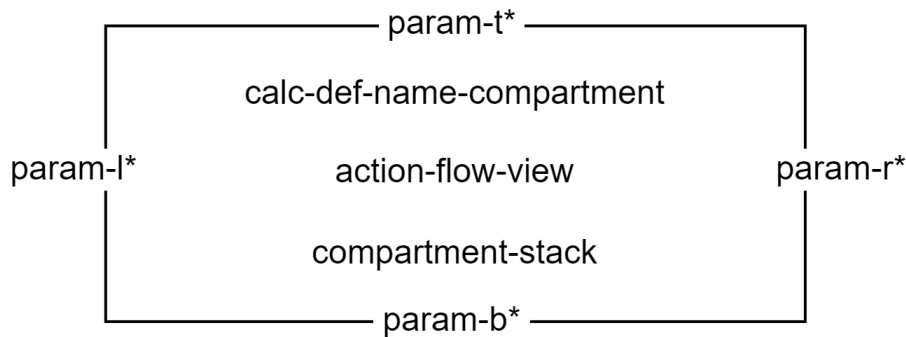 param-t*
calc-def-name-compartment
param-l* action-flow-view param-r*
compartment-stack
param-b*